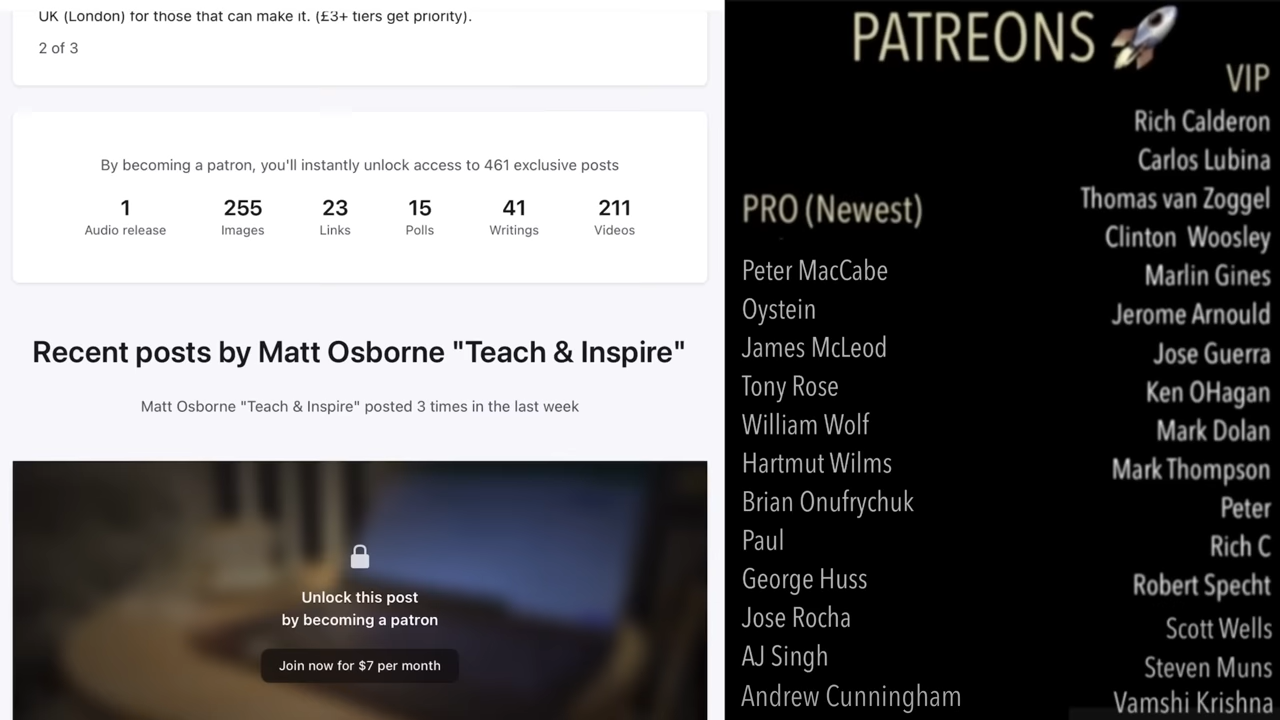 UK (London) for those that can make it. (£3+ tiers get priority).
2 of 3
By becoming a patron, you'll instantly unlock access to 461 exclusive posts
1
Audio release
255
Images
23
Links
15
Polls
41
Writings
211
Videos
Recent posts by Matt Osborne "Teach & Inspire"
Matt Osborne "Teach & Inspire" posted 3 times in the last week
Unlock this post
by becoming a patron
Join now for $7 per month
PATREONS
PRO (Newest)
Peter MacCabe
Oystein
James McLeod
Tony Rose
William Wolf
Hartmut Wilms
Brian Onufrychuk
Paul
George Huss
Jose Rocha
AJ Singh
Andrew Cunningham
VIP
Rich Calderon
Carlos Lubina
Thomas van Zoggel
Clinton Woosley
Marlin Gines
Jerome Arnould
Jose Guerra
Ken OHagan
Mark Dolan
Mark Thompson
Peter
Rich C
Robert Specht
Scott Wells
Steven Muns
Vamshi Krishna